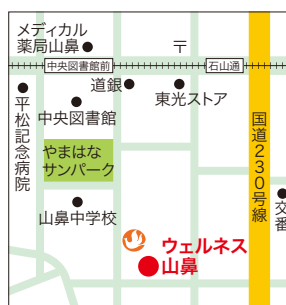 メディカル
薬局山鼻
〒
中央図書館前
石山通
道銀
東光ストア
平松記念病院
中央図書館
やまはな
サンパーク
国道230号線
山鼻中学校
交番
ウェルネス
山鼻